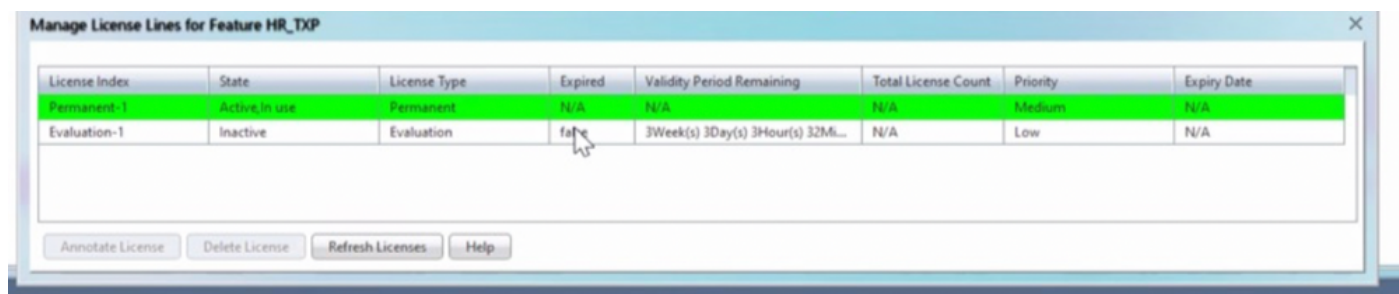 Manage License Lines for Feature HR_TXP
License Index State License Type Expired Validity Period Remaining Total License Count Priority Expiry Date
Permanent-1 Active,In use Permanent N/A N/A N/A Medium N/A
Evaluation-1 Inactive Evaluation 3Week(s) 3Day(s) 3Hour(s) 32Mi... N/A Low N/A
Annotate License Delete License Refresh Licenses Help